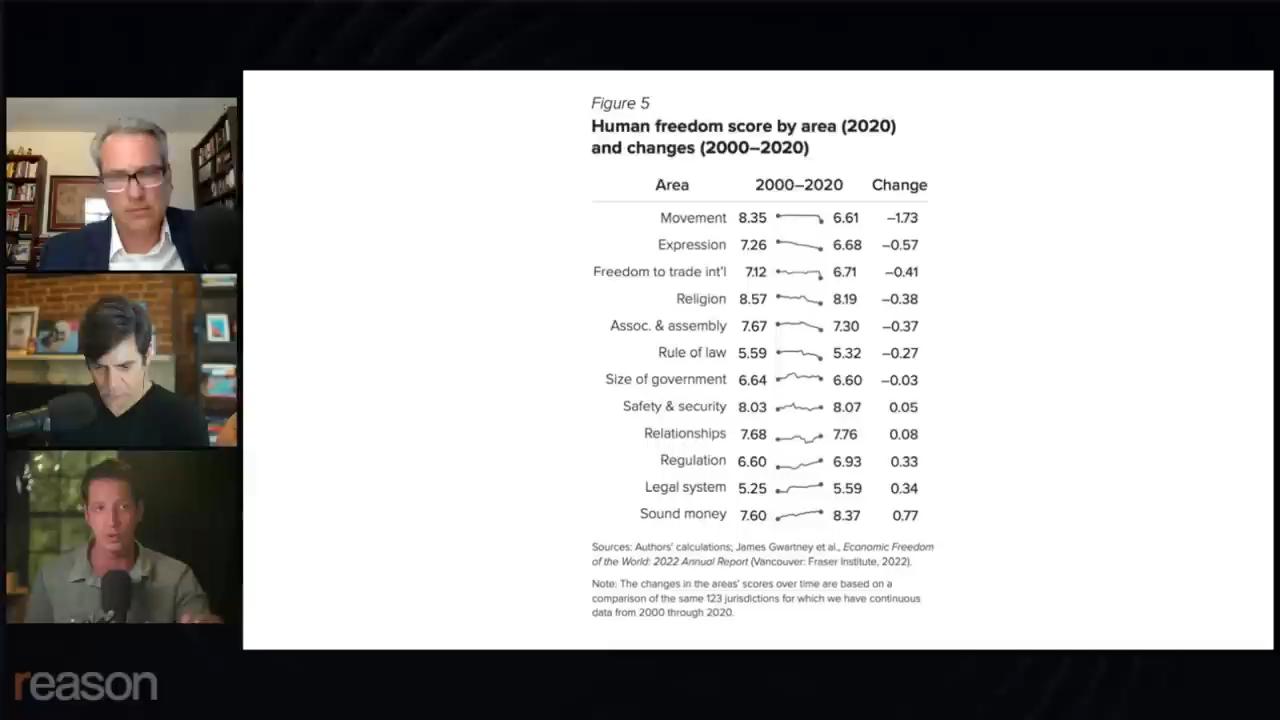 Figure 5
Human freedom score by area (2020)
and changes (2000–2020)
Area 2000–2020 Change
Movement 8.35 6.61 –1.73
Expression 7.26 6.68 –0.57
Freedom to trade int'l 7.12 6.71 –0.41
Religion 8.57 8.19 –0.38
Assoc. & assembly 7.67 7.30 –0.37
Rule of law 5.59 5.32 –0.27
Size of government 6.64 6.60 –0.03
Safety & security 8.03 8.07 0.05
Relationships 7.68 7.76 0.08
Regulation 6.60 6.93 0.33
Legal system 5.25 5.59 0.34
Sound money 7.60 8.37 0.77
Sources: Authors' calculations; James Gwartney et al., Economic Freedom
of the World: 2022 Annual Report (Vancouver: Fraser Institute, 2022).
Note: The changes in the areas' scores over time are based on a
comparison of the same 123 jurisdictions for which we have continuous
data from 2000 through 2020.
reason